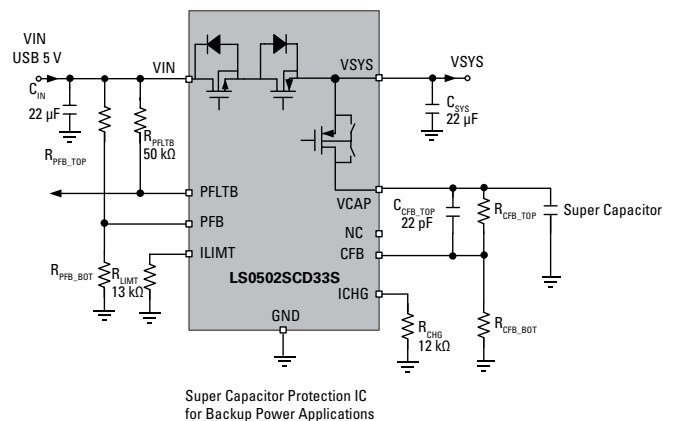 VIN
USB 5 V
VIN
VSYS
VSYS
C_IN
22 µF
C_SYS
22 µF
R_PFLTB
50 kΩ
R_PFB_TOP
PFLTB
VCAP
C_CFB_TOP
22 pF
R_CFB_TOP
Super Capacitor
PFB
NC
ILIMT
CFB
R_PFB_BOT
R_LIMT
13 kΩ
LS0502SCD33S
ICHG
GND
R_CHG
12 kΩ
R_CFB_BOT
Super Capacitor Protection IC
for Backup Power Applications